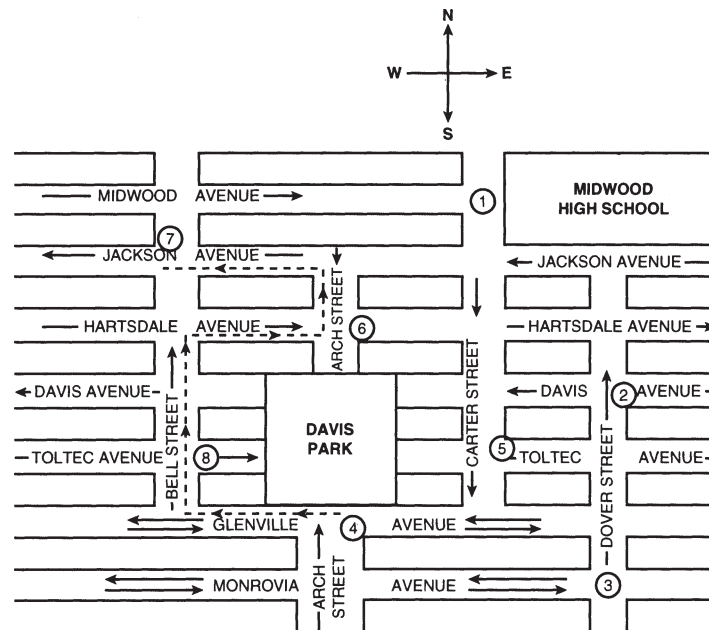 N
W E
S
MIDWOOD AVENUE
1
MIDWOOD
HIGH SCHOOL
7
JACKSON AVENUE
JACKSON AVENUE
ARCH STREET
HARTSDALE AVENUE
6
HARTSDALE AVENUE
DAVIS AVENUE
DAVIS AVENUE
2
BELL STREET
DAVIS
PARK
CARTER STREET
TOLTEC AVENUE
8
5
TOLTEC AVENUE
DOVER STREET
GLENVILLE AVENUE
4
MONROVIA AVENUE
ARCH
STREET
3